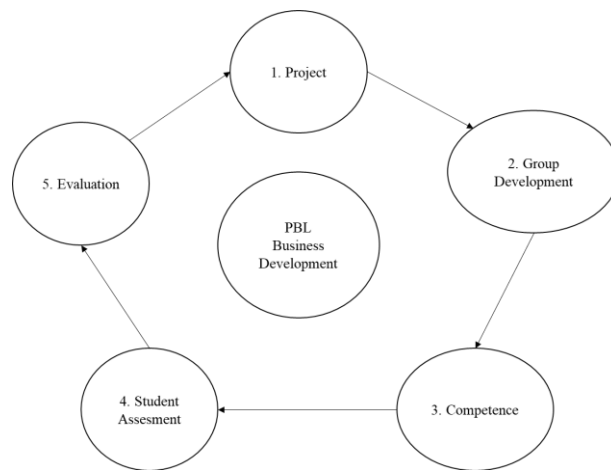 1. Project
2. Group
Development
3. Competence
4. Student
Assesment
5. Evaluation
PBL
Business
Development